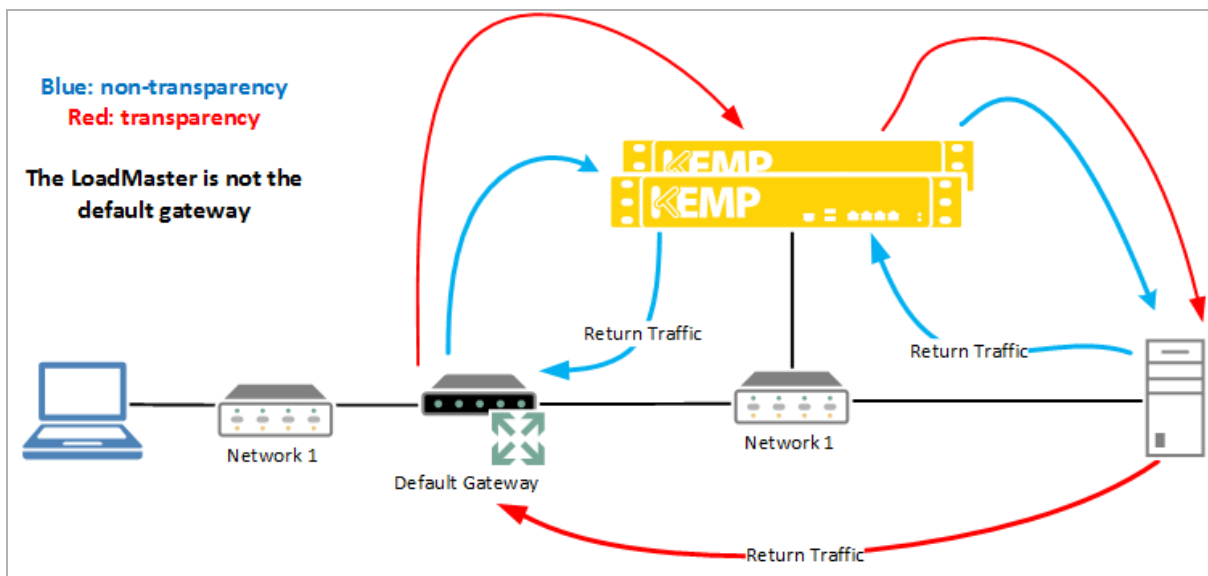 Blue: non-transparency
Red: transparency
The LoadMaster is not the
default gateway
KEMP
KEMP
Return Traffic
Return Traffic
Network 1
Network 1
Default Gateway
Return Traffic